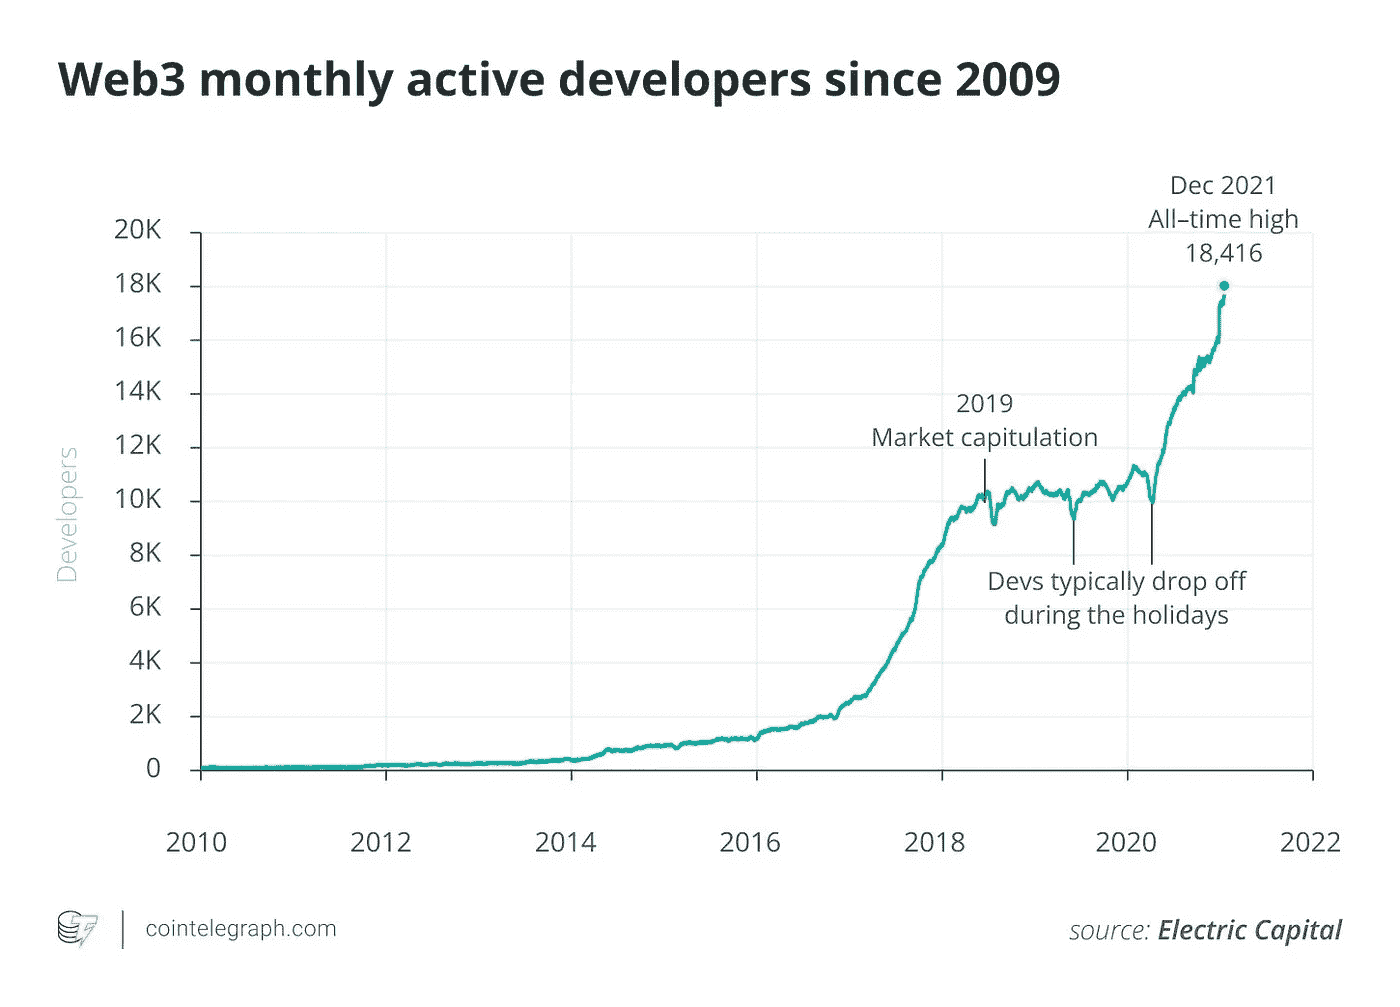 Web3 monthly active developers since 2009
Dec 2021
All–time high
18,416
20K
18K
16K
14K
12K
10K
8K
6K
4K
2K
0
Developers
2019
Market capitulation
Devs typically drop off
during the holidays
2010 2012 2014 2016 2018 2020 2022
cointelegraph.com
source: Electric Capital